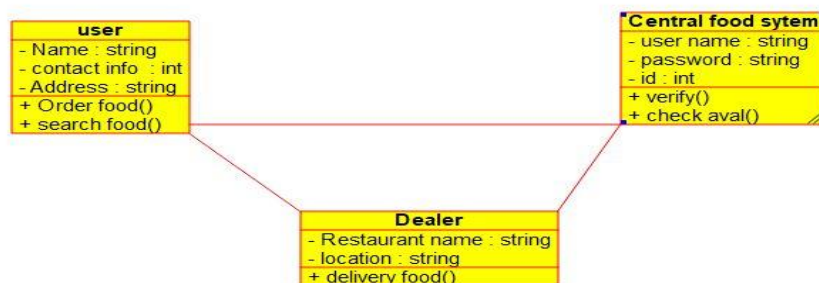 user
- Name : string
- contact info : int
- Address : string
+ Order food()
+ search food()
Central food sytem
- user name : string
- password : string
- id : int
+ verify()
+ check aval()
Dealer
- Restaurant name : string
- location : string
+ delivery food()